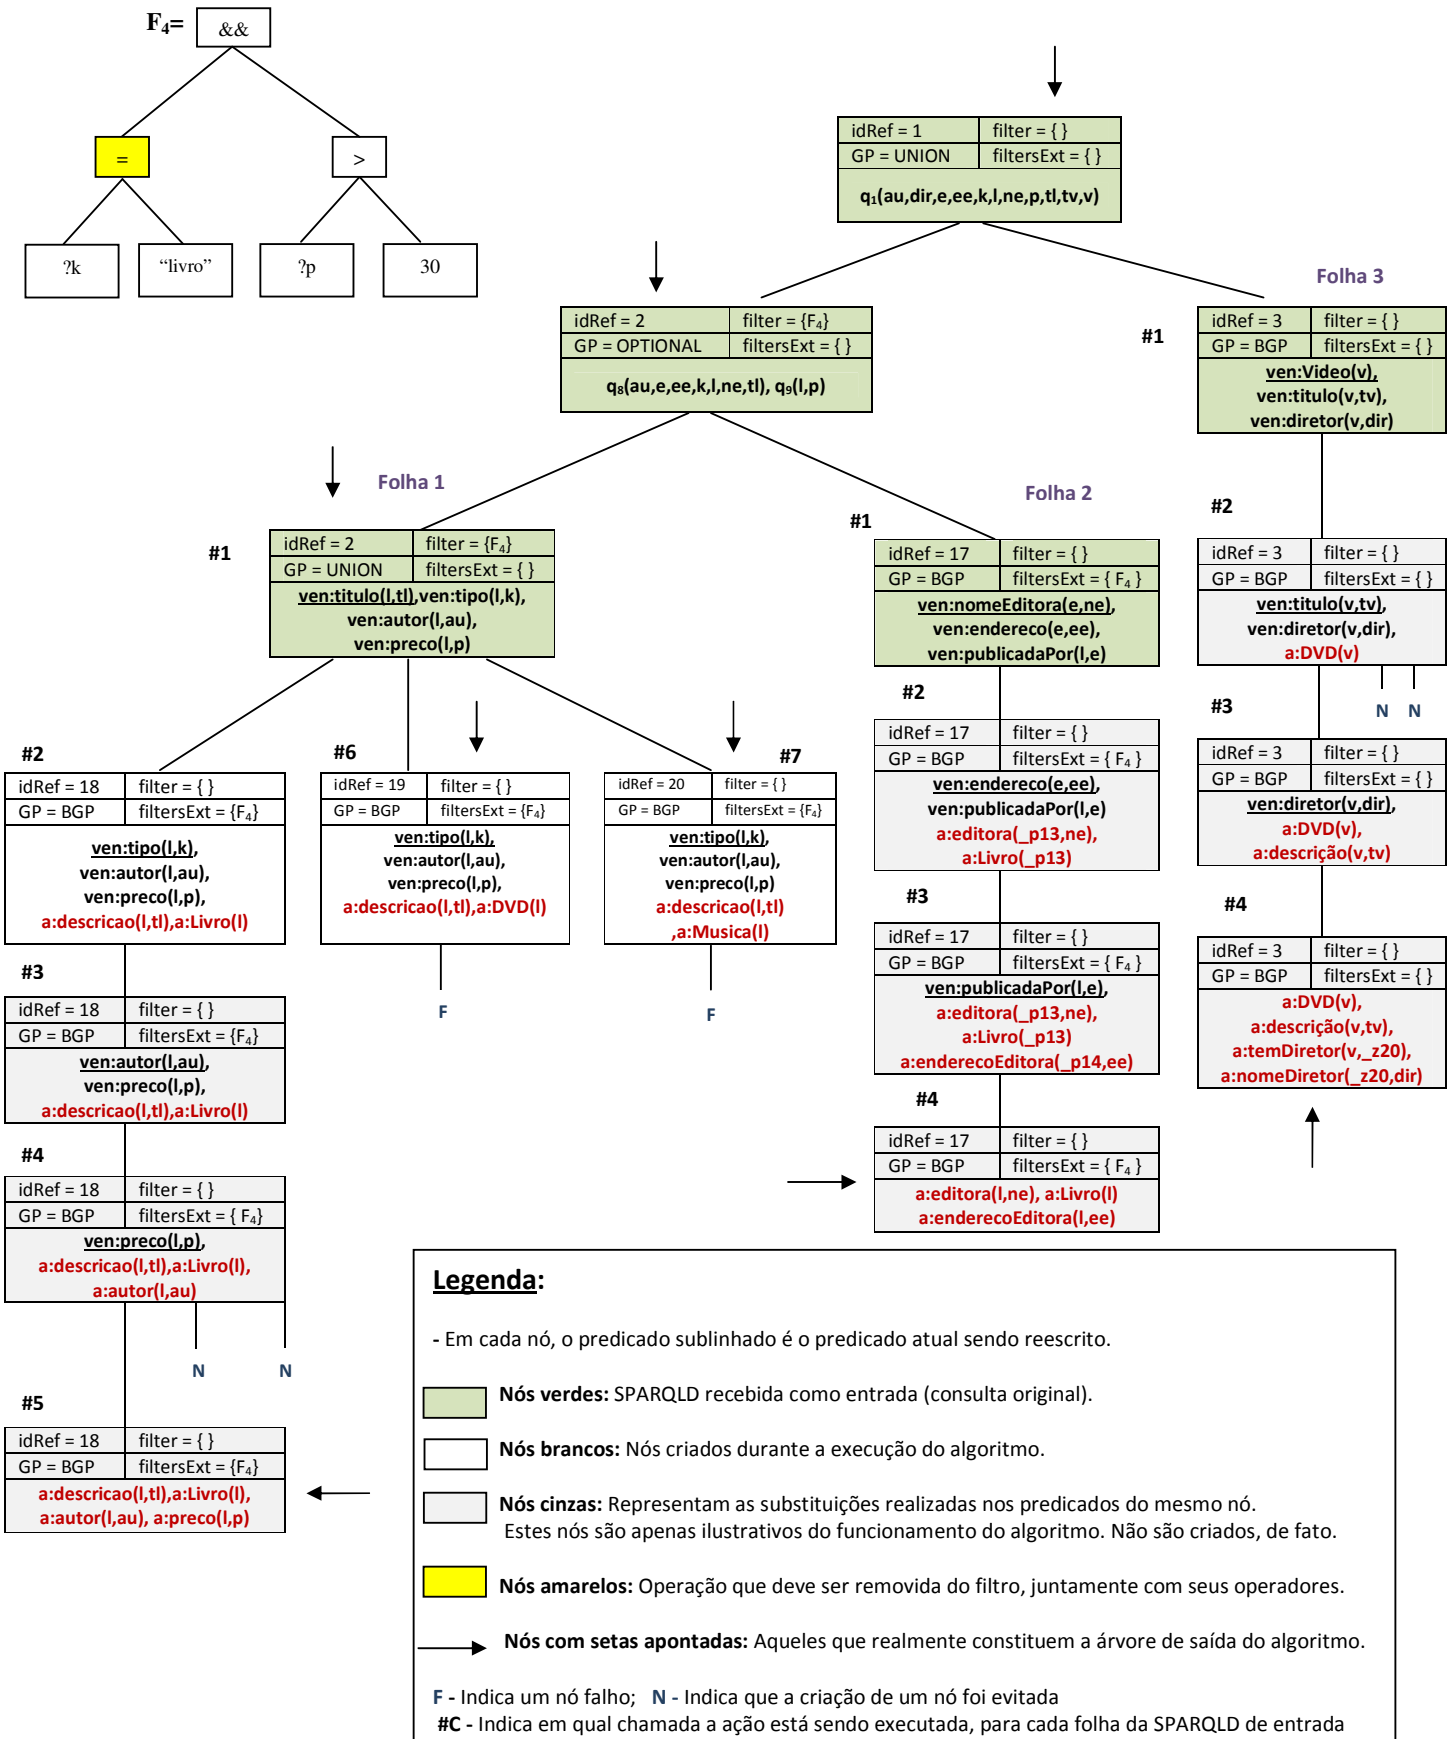 F4=
&&
=
>
?k
“livro”
?p
30
idRef = 1
filter = { }
GP = UNION
filtersExt = { }
q1(au,dir,e,ee,k,l,ne,p,tl,tv,v)
idRef = 2
filter = {F4}
GP = OPTIONAL
filtersExt = { }
q8(au,e,ee,k,l,ne,tl), q9(l,p)
Folha 3
#1
idRef = 3
filter = { }
GP = BGP
filtersExt = { }
ven:Video(v),
ven:titulo(v,tv),
ven:diretor(v,dir)
#2
idRef = 3
filter = { }
GP = BGP
filtersExt = { }
ven:titulo(v,tv),
ven:diretor(v,dir),
a:DVD(v)
N N
#3
idRef = 3
filter = { }
GP = BGP
filtersExt = { }
ven:diretor(v,dir),
a:DVD(v),
a:descrição(v,tv)
#4
idRef = 3
filter = { }
GP = BGP
filtersExt = { }
a:DVD(v),
a:descrição(v,tv),
a:temDiretor(v,_z20),
a:nomeDiretor(_z20,dir)
Folha 1
#1
idRef = 2
filter = {F4}
GP = UNION
filtersExt = { }
ven:titulo(l,tl),ven:tipo(l,k),
ven:autor(l,au),
ven:preco(l,p)
#2
idRef = 18
filter = { }
GP = BGP
filtersExt = {F4}
ven:tipo(l,k),
ven:autor(l,au),
ven:preco(l,p),
a:descricao(l,tl),a:Livro(l)
#3
idRef = 18
filter = { }
GP = BGP
filtersExt = {F4}
ven:autor(l,au),
ven:preco(l,p),
a:descricao(l,tl),a:Livro(l)
#4
idRef = 18
filter = { }
GP = BGP
filtersExt = { F4}
ven:preco(l,p),
a:descricao(l,tl),a:Livro(l),
a:autor(l,au)
N N
#5
idRef = 18
filter = { }
GP = BGP
filtersExt = {F4}
a:descricao(l,tl),a:Livro(l),
a:autor(l,au), a:preco(l,p)
#6
idRef = 19
filter = { }
GP = BGP
filtersExt = {F4}
ven:tipo(l,k),
ven:autor(l,au),
ven:preco(l,p),
a:descricao(l,tl),a:DVD(l)
F
#7
idRef = 20
filter = { }
GP = BGP
filtersExt = {F4}
ven:tipo(l,k),
ven:autor(l,au),
ven:preco(l,p)
a:descricao(l,tl)
,a:Musica(l)
F
Folha 2
#1
idRef = 17
filter = { }
GP = BGP
filtersExt = { F4 }
ven:nomeEditora(e,ne),
ven:endereco(e,ee),
ven:publicadaPor(l,e)
#2
idRef = 17
filter = { }
GP = BGP
filtersExt = { F4 }
ven:endereco(e,ee),
ven:publicadaPor(l,e)
a:editora(_p13,ne),
a:Livro(_p13)
#3
idRef = 17
filter = { }
GP = BGP
filtersExt = { F4 }
ven:publicadaPor(l,e),
a:editora(_p13,ne),
a:Livro(_p13)
a:enderecoEditora(_p14,ee)
#4
idRef = 17
filter = { }
GP = BGP
filtersExt = { F4 }
a:editora(l,ne), a:Livro(l)
a:enderecoEditora(l,ee)
Legenda:
- Em cada nó, o predicado sublinhado é o predicado atual sendo reescrito.
Nós verdes: SPARQLD recebida como entrada (consulta original).
Nós brancos: Nós criados durante a execução do algoritmo.
Nós cinzas: Representam as substituições realizadas nos predicados do mesmo nó.
Estes nós são apenas ilustrativos do funcionamento do algoritmo. Não são criados, de fato.
Nós amarelos: Operação que deve ser removida do filtro, juntamente com seus operadores.
Nós com setas apontadas: Aqueles que realmente constituem a árvore de saída do algoritmo.
F - Indica um nó falho; N - Indica que a criação de um nó foi evitada
#C - Indica em qual chamada a ação está sendo executada, para cada folha da SPARQLD de entrada